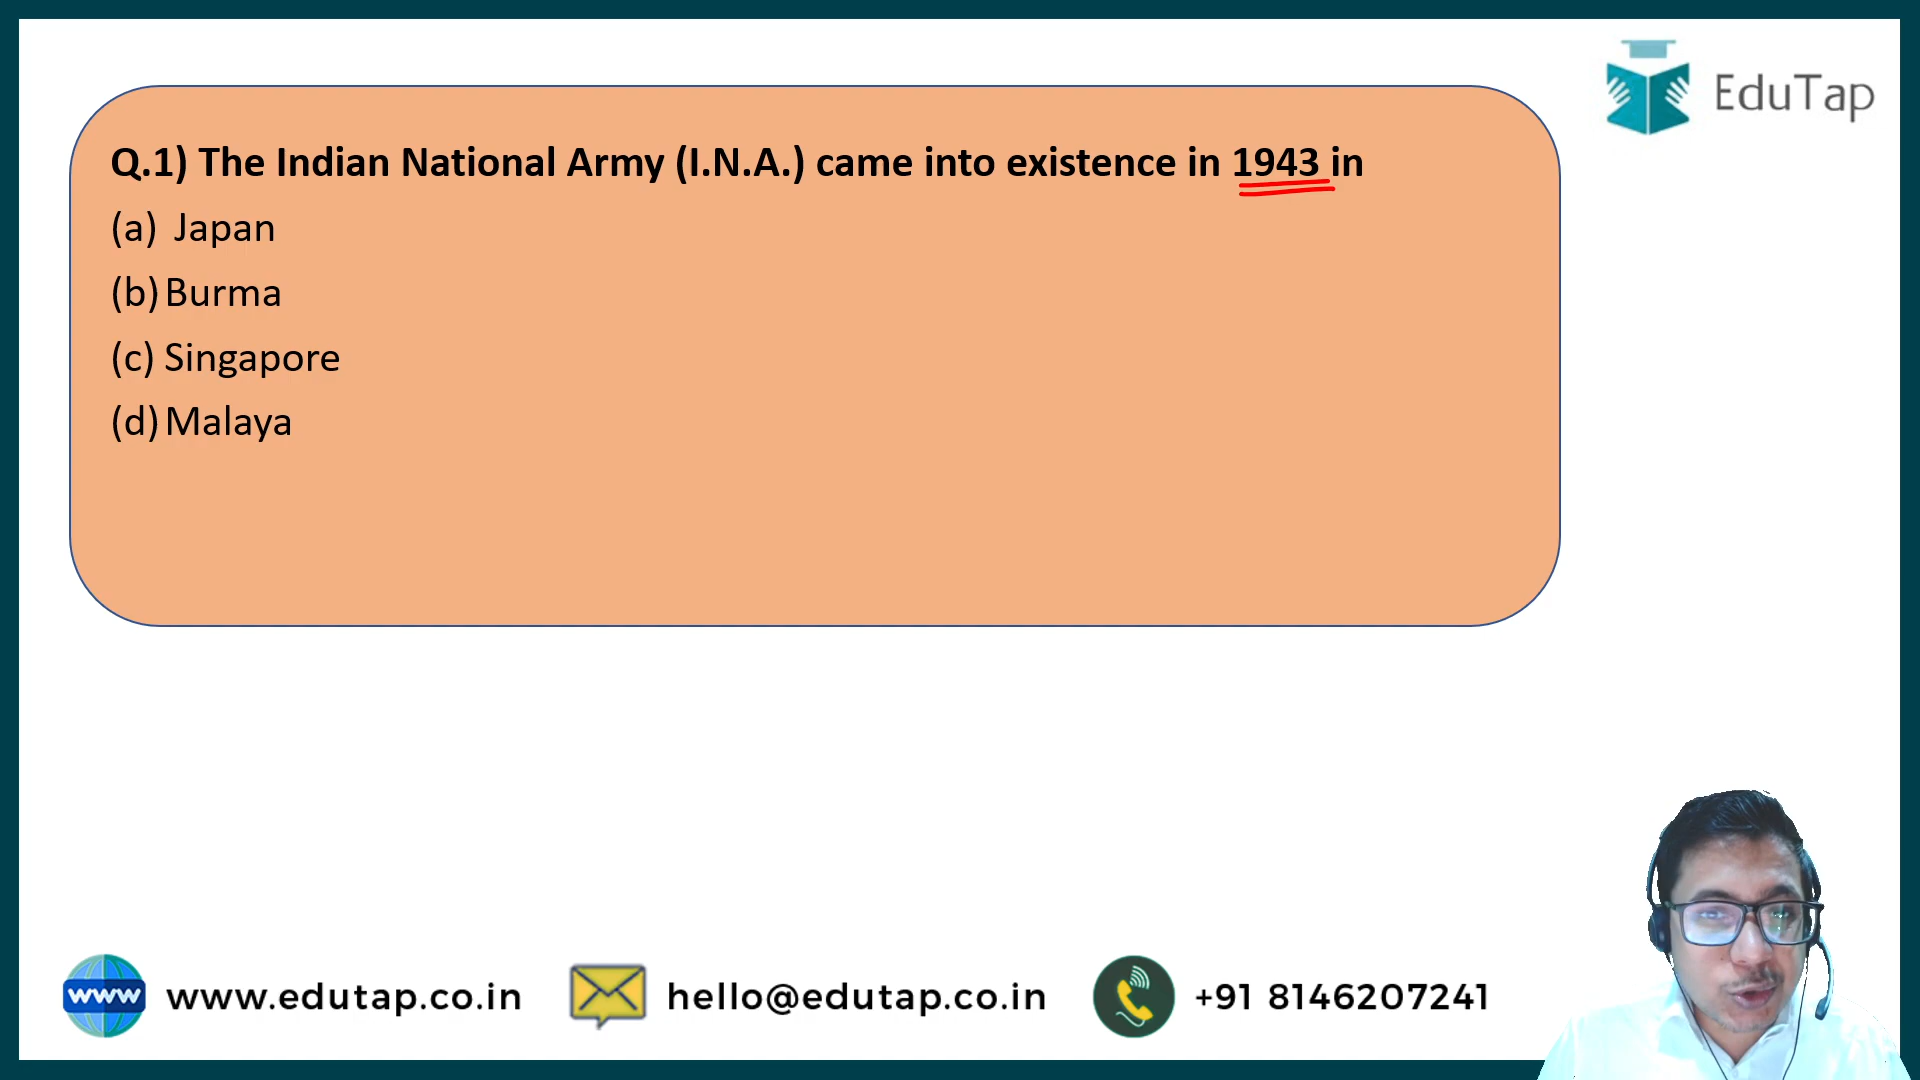 EduTap
Q.1) The Indian National Army (I.N.A.) came into existence in 1943 in
(a) Japan
(b) Burma
(c) Singapore
(d) Malaya
www www.edutap.co.in hello@edutap.co.in +91 8146207241